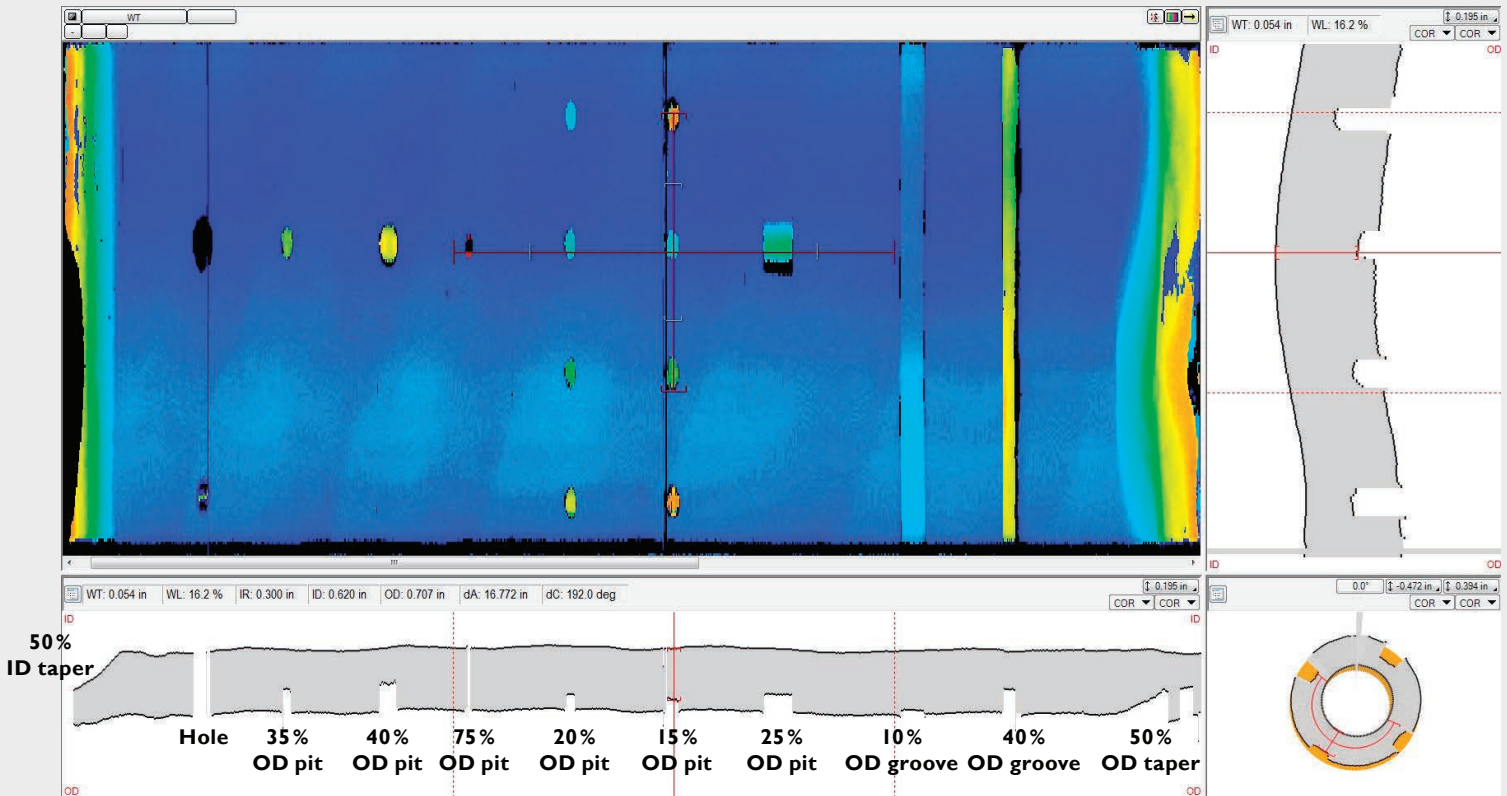 WT
WT: 0.054 in WL: 16.2 % 0.195 in
COR COR
ID OD
ID OD
WT: 0.054 in WL: 16.2 % IR: 0.300 in ID: 0.620 in OD: 0.707 in dA: 16.772 in dC: 192.0 deg 0.195 in
COR COR
0.0° -0.472 in 0.394 in
COR COR
ID ID
50%
ID taper
Hole
35%
OD pit
40%
OD pit
75%
OD pit
20%
OD pit
15%
OD pit
25%
OD pit
10%
OD groove
40%
OD groove
50%
OD taper
OD OD